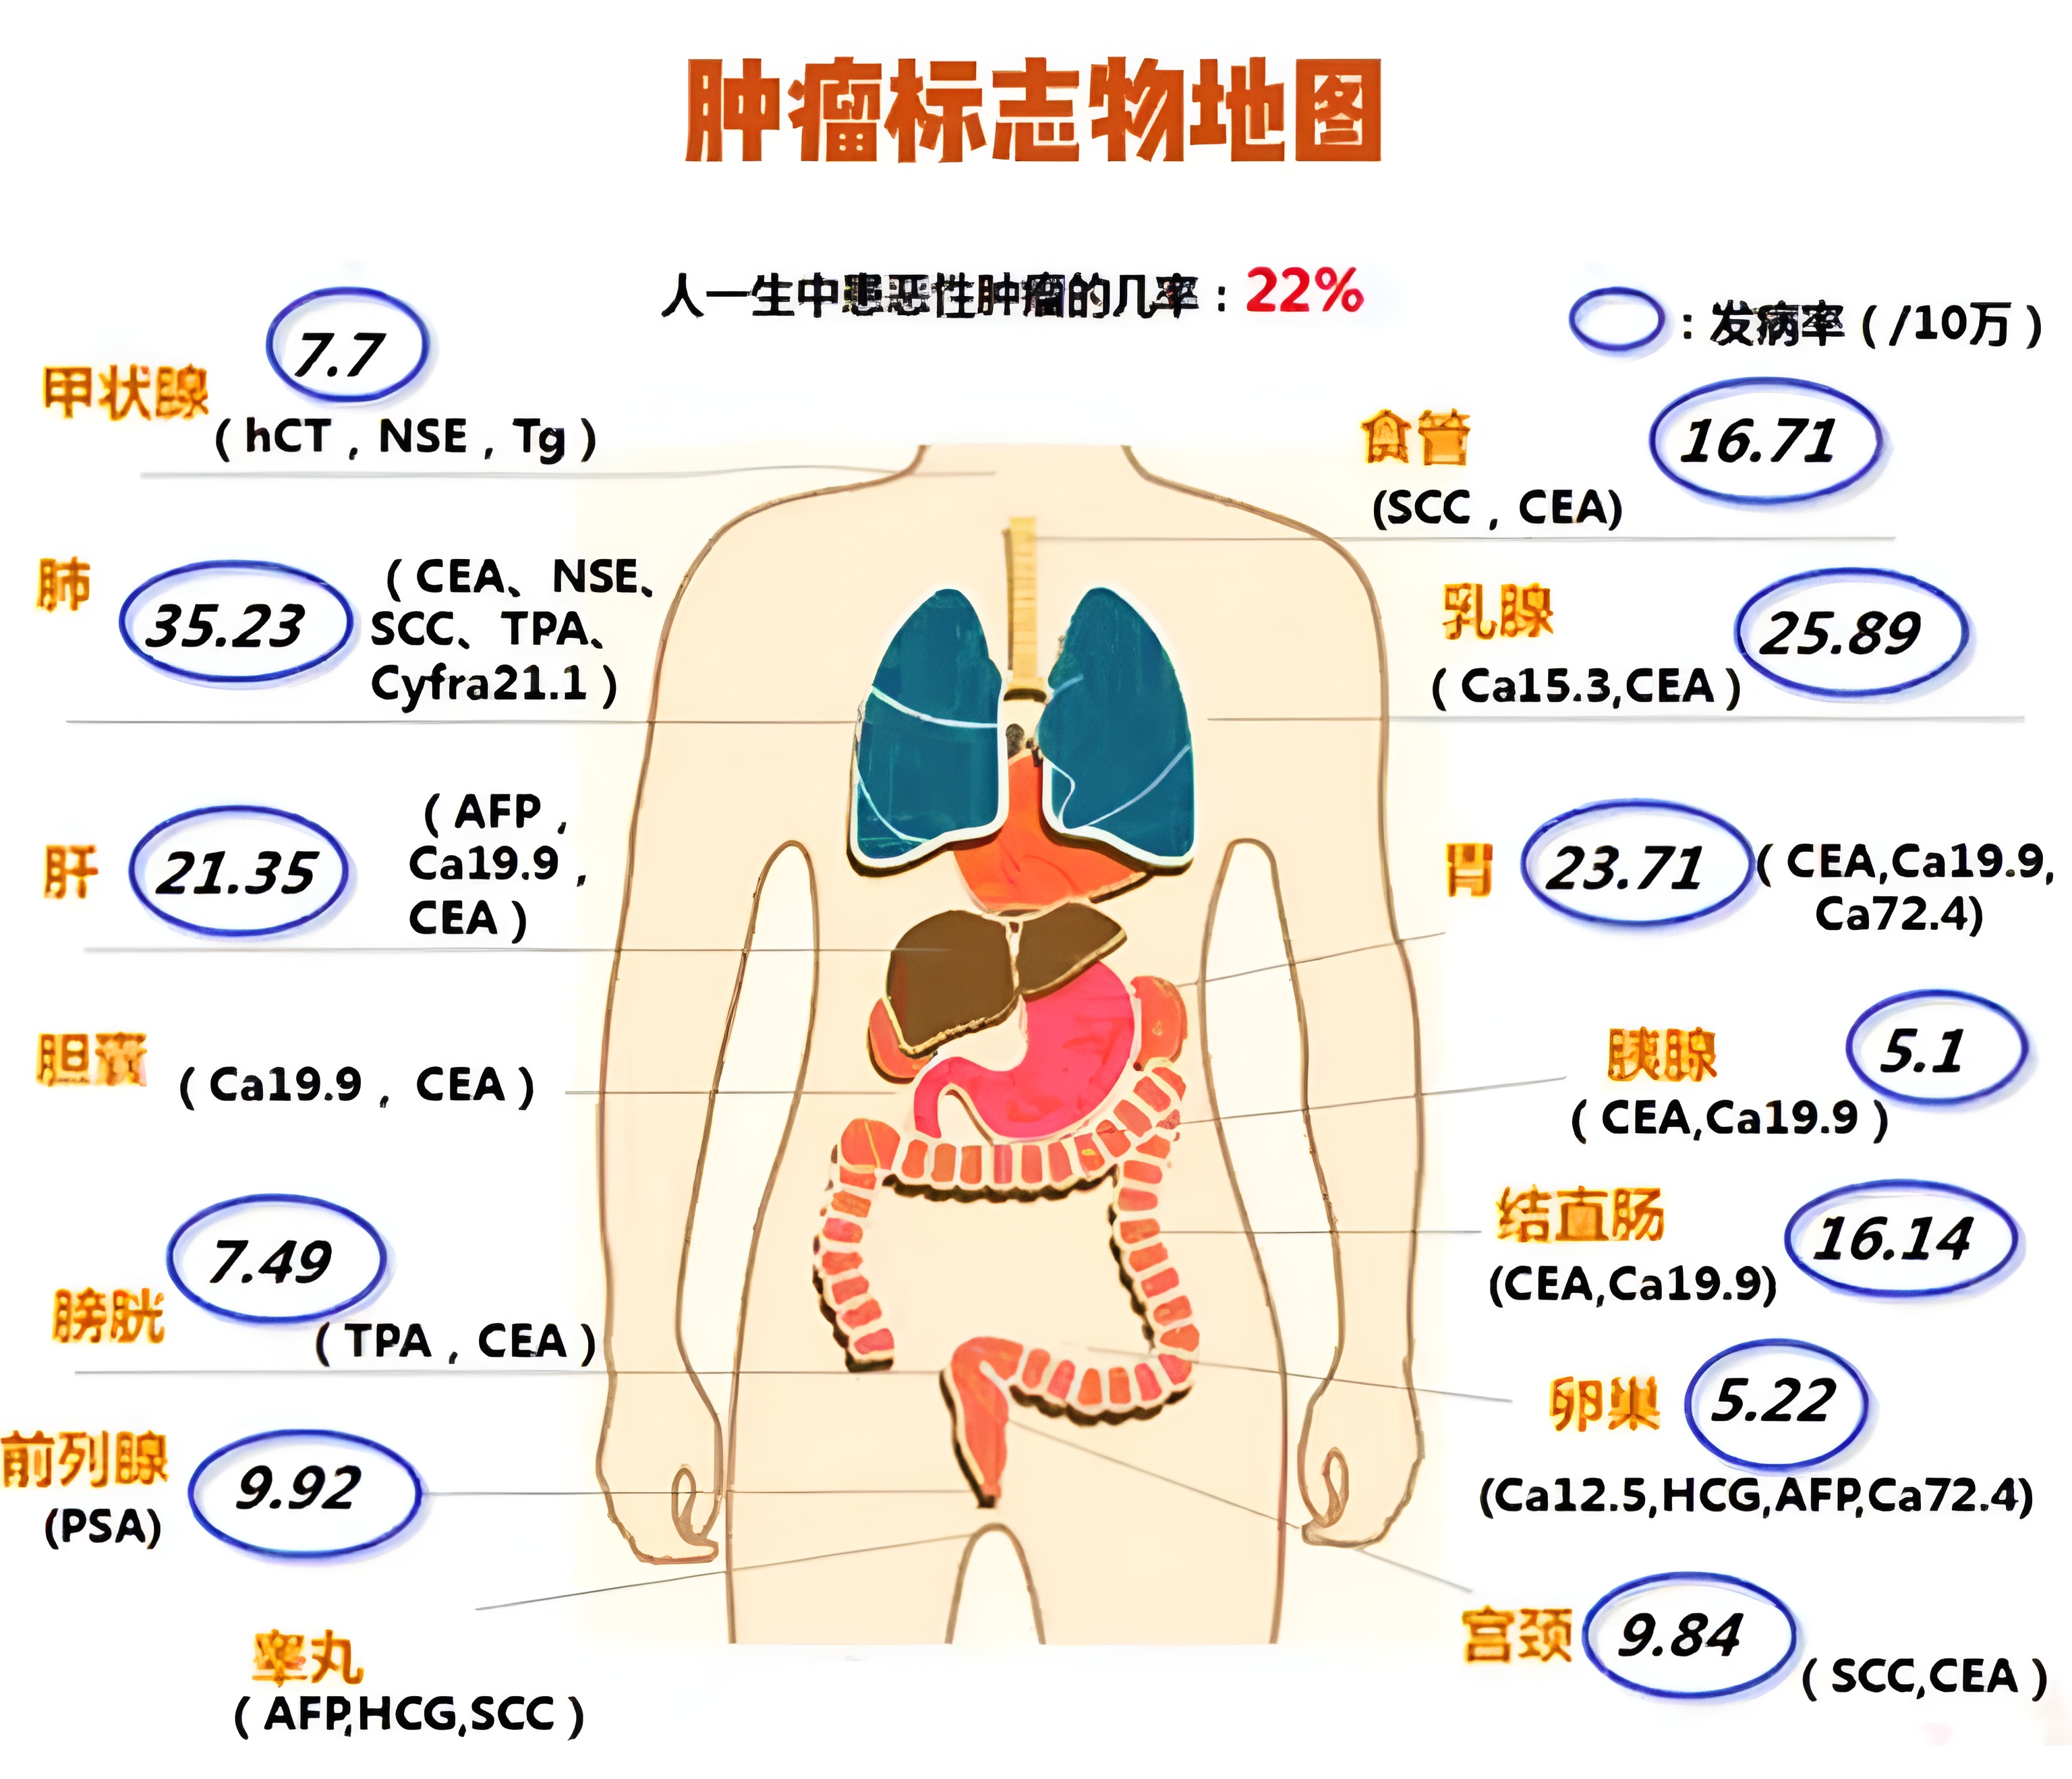 肿瘤标志物地图
人一生中患恶性肿瘤的几率：22%
：发病率（/10万）
甲状腺
7.7
（hCT，NSE，Tg）
肺
35.23
（CEA、NSE、
SCC、TPA、
Cyfra21.1）
肝
21.35
（AFP，
Ca19.9，
CEA）
胆囊
（Ca19.9，CEA）
膀胱
7.49
（TPA，CEA）
前列腺
(PSA)
9.92
睾丸
（AFP,HCG,SCC）
食管
16.71
(SCC，CEA)
乳腺
25.89
（Ca15.3,CEA）
胃
23.71
（CEA,Ca19.9,
Ca72.4)
胰腺
5.1
（CEA,Ca19.9）
结直肠
16.14
(CEA,Ca19.9)
卵巢
5.22
(Ca12.5,HCG,AFP,Ca72.4)
宫颈
9.84
（SCC,CEA）